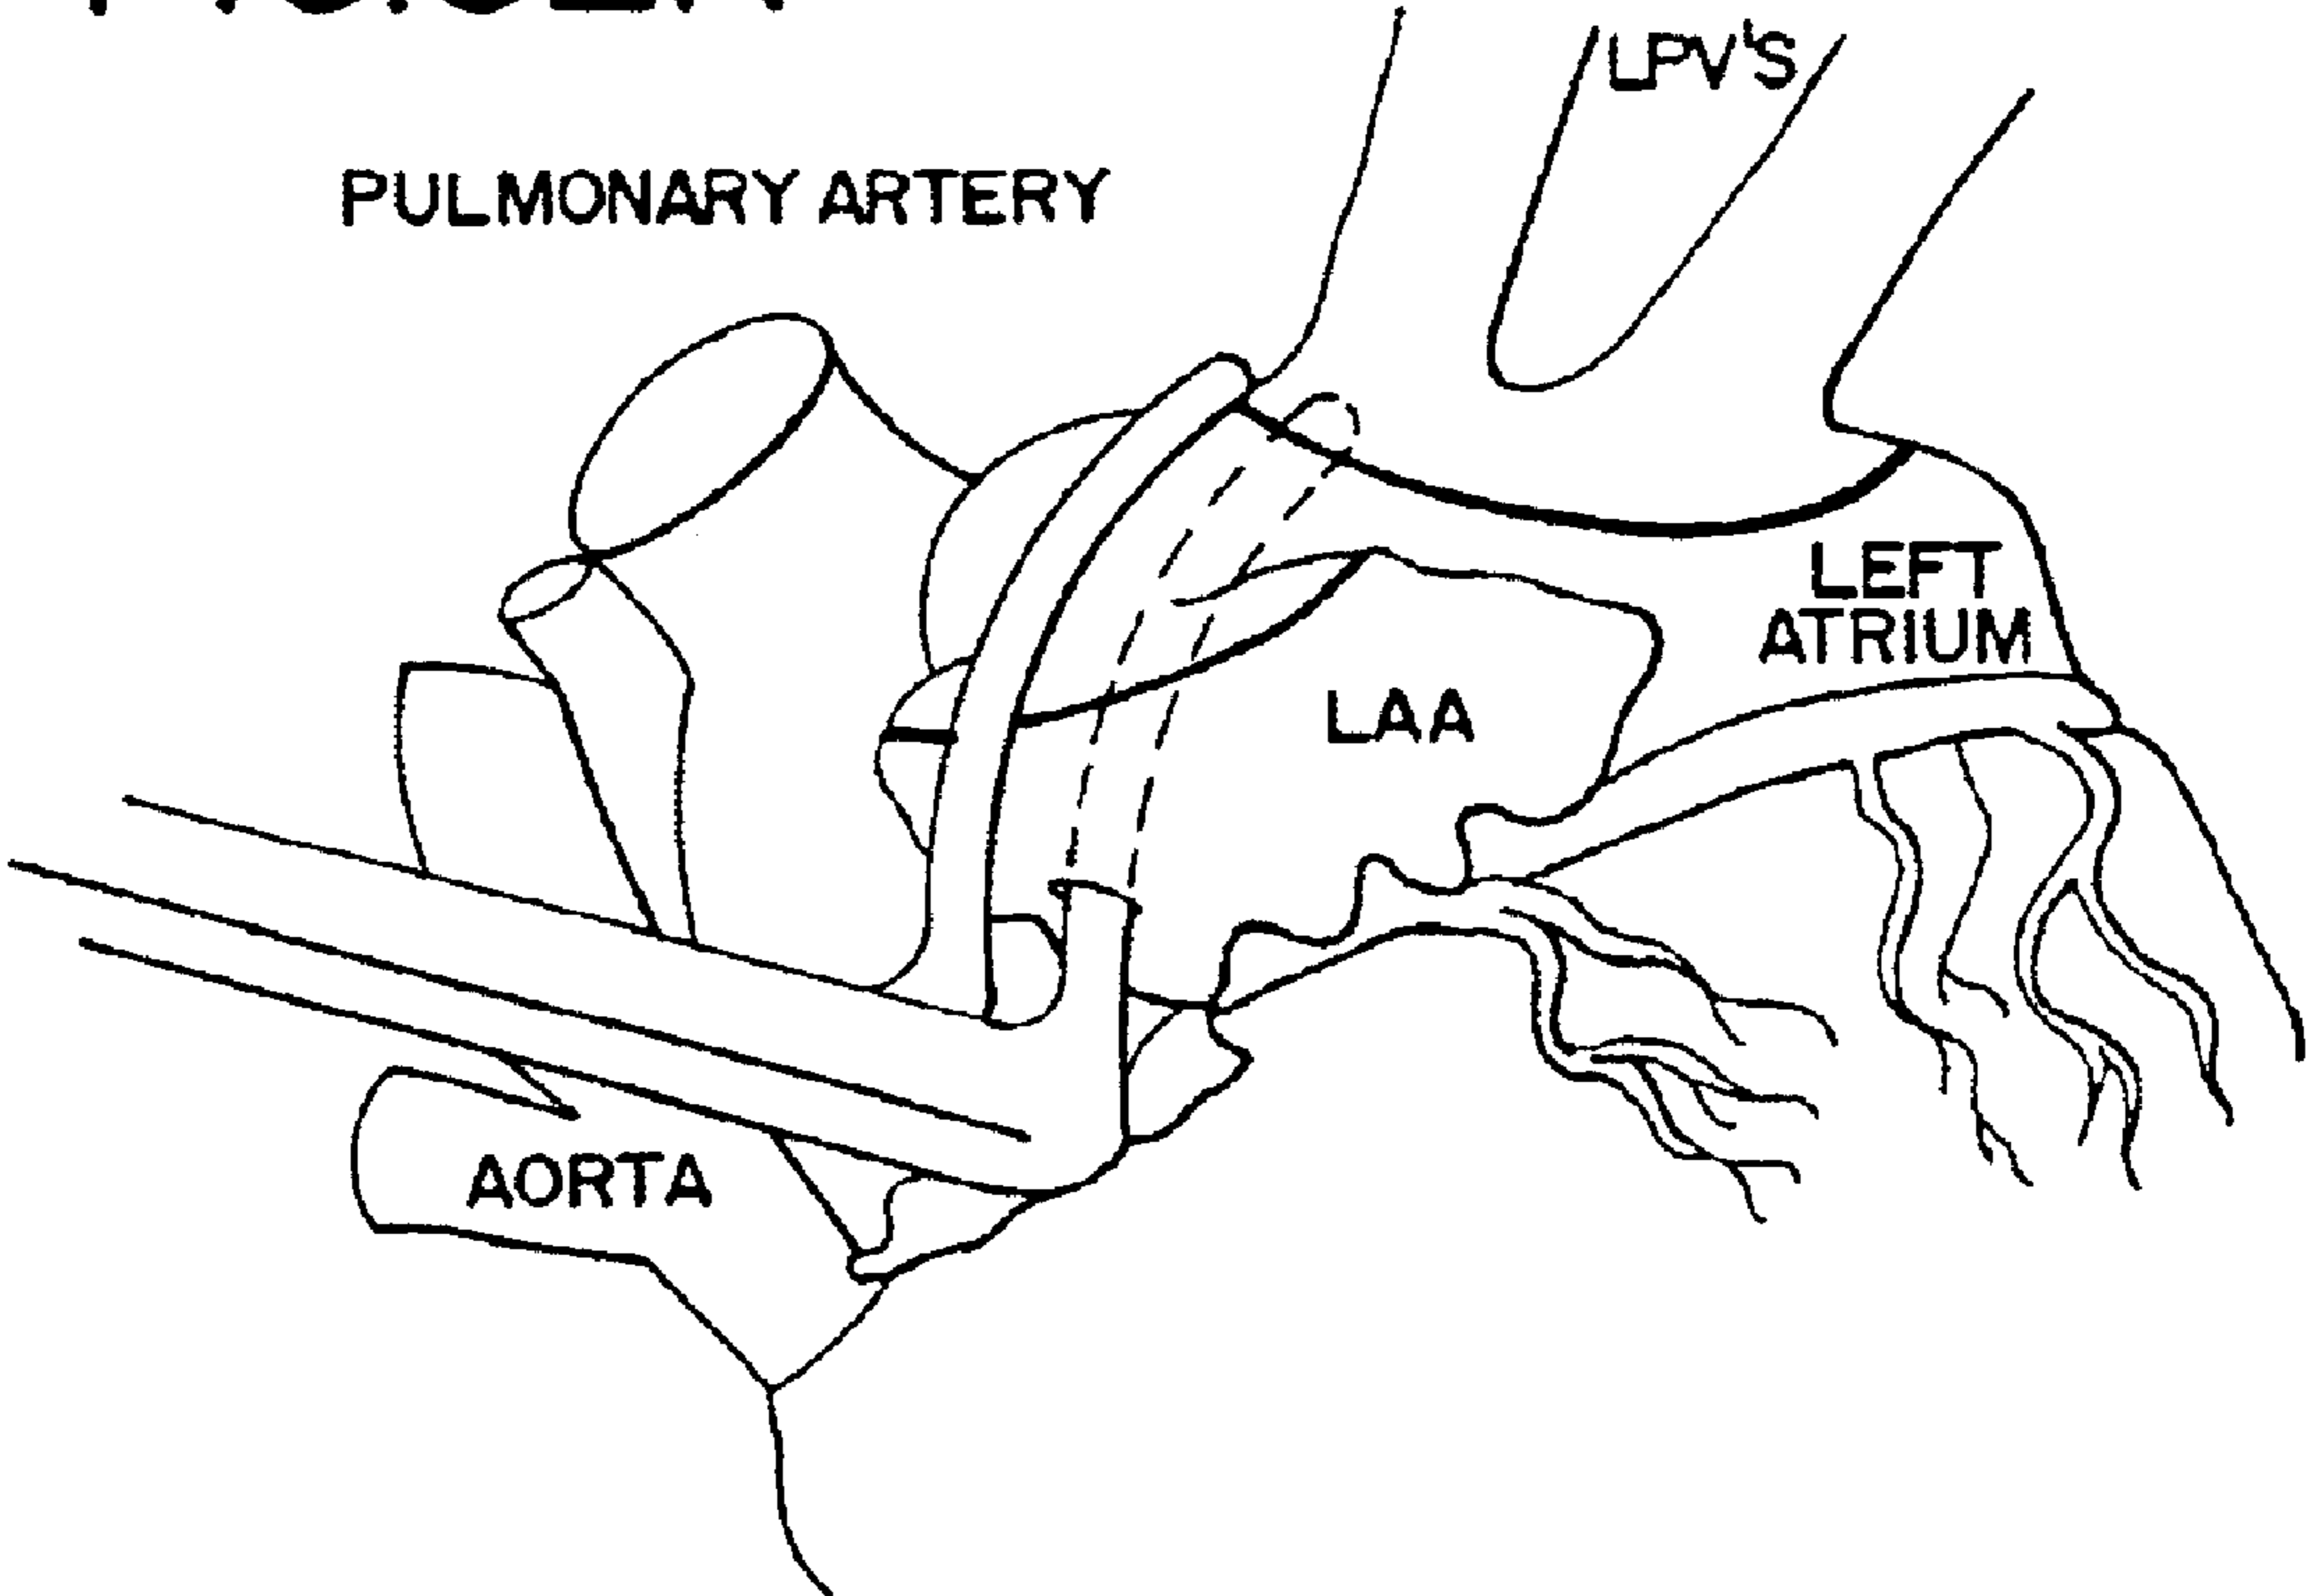 LPV'S
PULMONARY ARTERY
LEFT
ATRIUM
LAA
AORTA